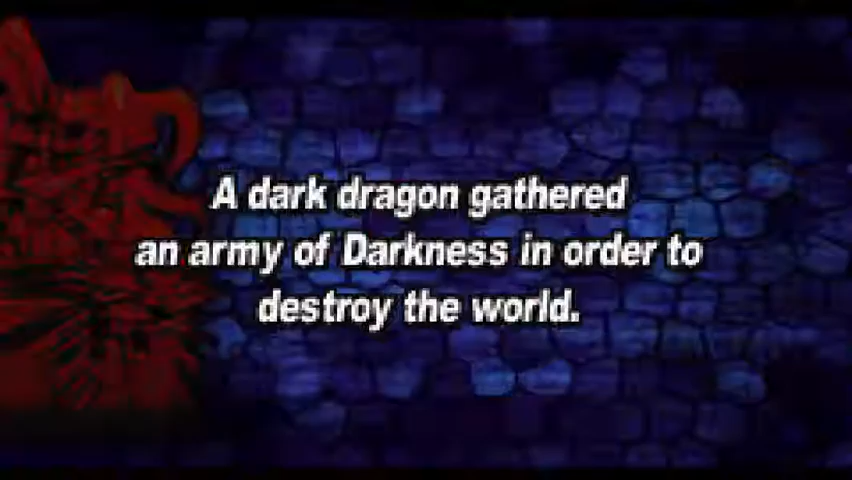 A dark dragon gathered
an army of Darkness in order to
destroy the world.